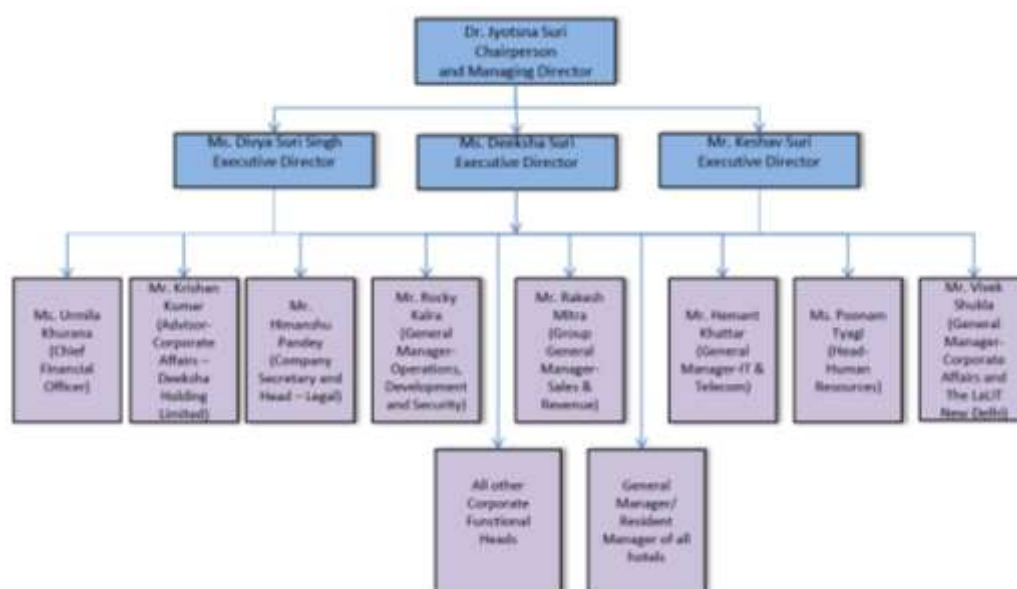 Dr. Jyotsna Suri
Chairperson
and Managing Director
Ms. Divya Suri Singh
Executive Director
Ms. Deeksha Suri
Executive Director
Mr. Keshav Suri
Executive Director
Ms. Urmila
Khurana
(Chief
Financial
Officer)
Mr. Krishan
Kumar
(Advisor-
Corporate
Affairs –
Deeksha
Holding
Limited)
Mr.
Himanshu
Pandey
(Company
Secretary and
Head – Legal)
Mr. Rocky
Kalra
(General
Manager-
Operations,
Development
and Security)
Mr. Rakesh
Mitra
(Group
General
Manager-
Sales &
Revenue)
Mr. Hemant
Khattar
(General
Manager-IT &
Telecom)
Ms. Poonam
Tyagi
(Head-
Human
Resources)
Mr. Vivek
Shukla
(General
Manager-
Corporate
Affairs and
The LaLiT
New Delhi)
All other
Corporate
Functional
Heads
General
Manager/
Resident
Manager of all
hotels